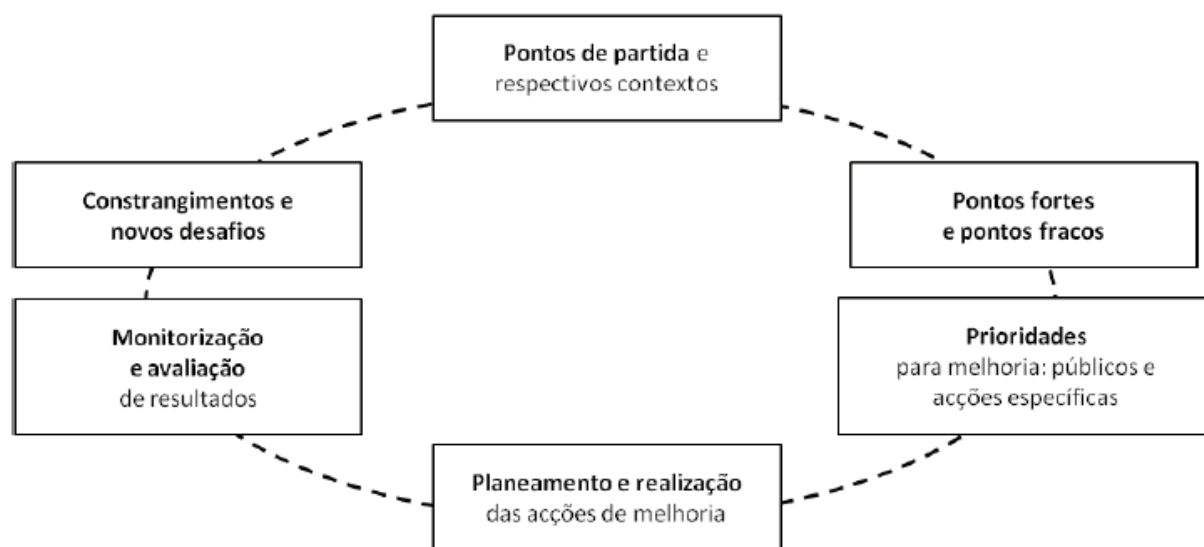 Pontos de partida e
respectivos contextos
Constrangimentos e
novos desafios
Pontos fortes
e pontos fracos
Monitorização
e avaliação
de resultados
Prioridades
para melhoria: públicos e
acções específicas
Planeamento e realização
das acções de melhoria